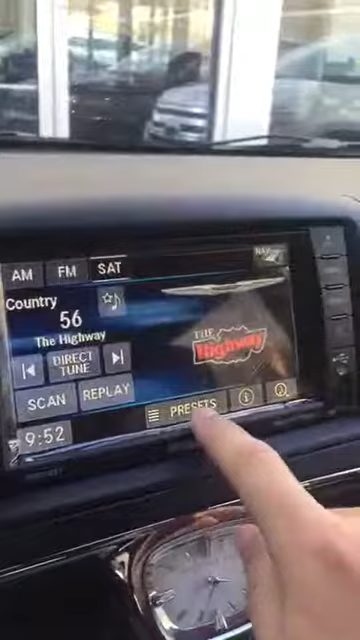 AM FM SAT
NAV
Country
56
The Highway
DIRECT
TUNE
SCAN REPLAY
THE
Highway
PRESETS
9:52